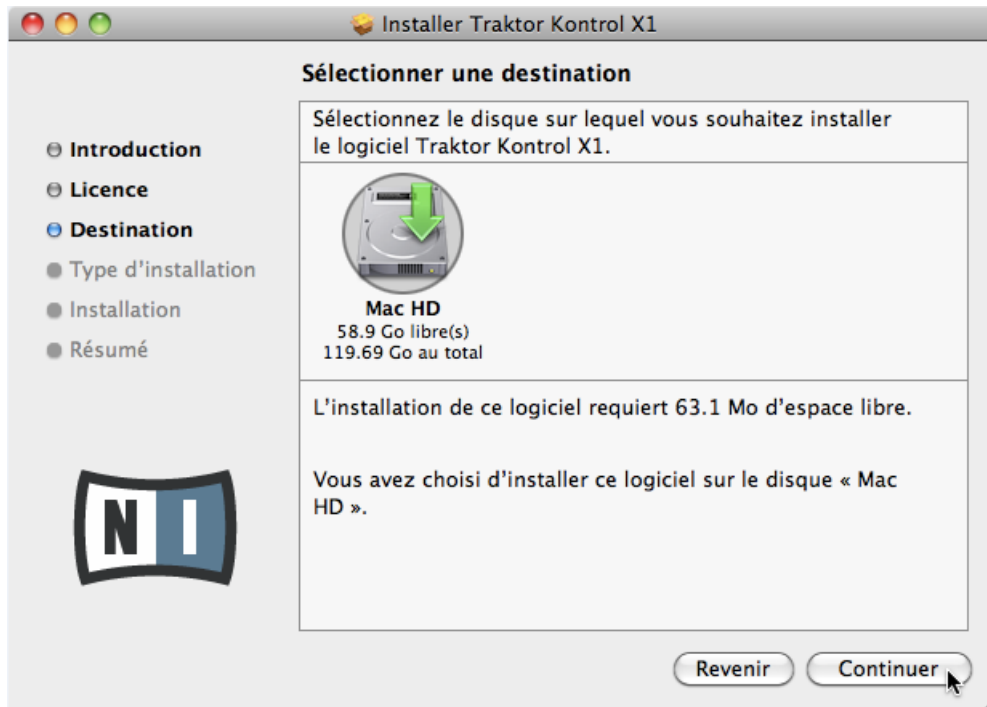 Installer Traktor Kontrol X1
Sélectionner une destination
Introduction
Licence
Destination
Type d'installation
Installation
Résumé
Sélectionnez le disque sur lequel vous souhaitez installer
le logiciel Traktor Kontrol X1.
Mac HD
58.9 Go libre(s)
119.69 Go au total
L'installation de ce logiciel requiert 63.1 Mo d'espace libre.
Vous avez choisi d'installer ce logiciel sur le disque « Mac
HD ».
NI
Revenir
Continuer